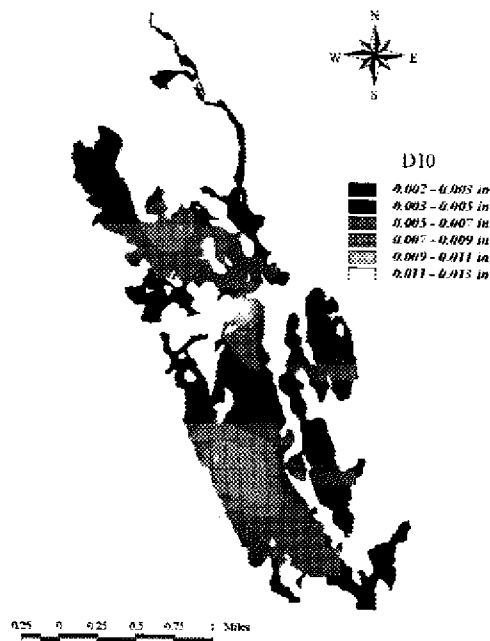 N
W E
S
D10
0.002 - 0.003 in
0.003 - 0.005 in
0.005 - 0.007 in
0.007 - 0.009 in
0.009 - 0.011 in
0.011 - 0.013 in
0.25 0 0.25 0.5 0.75 1 Miles